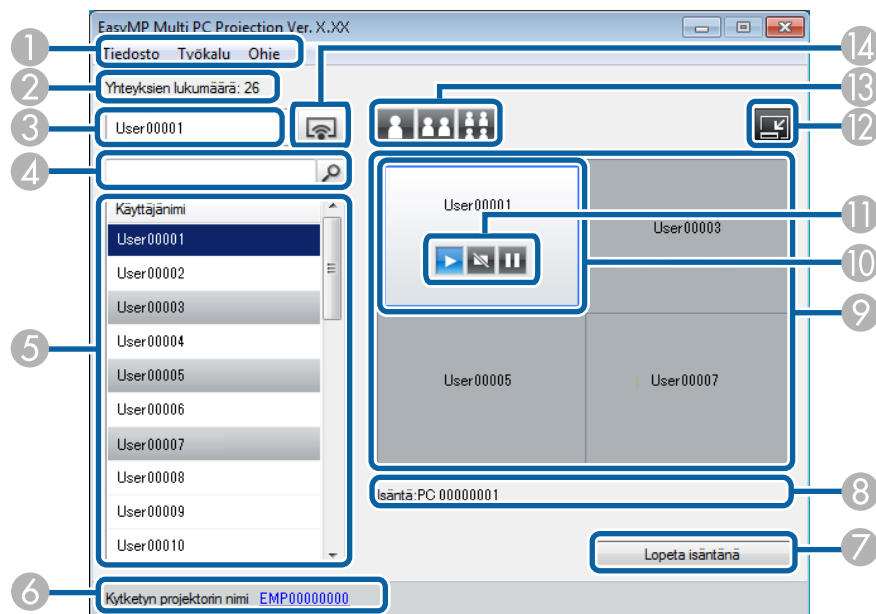 EasyMP Multi PC Projection Ver. X.XX
Tiedosto Työkalu Ohje
1
2
3
4
5
6
Yhteyksien lukumäärä: 26
User00001
Käyttäjänimi
User00001
User00002
User00003
User00004
User00005
User00006
User00007
User00008
User00009
User00010
Kytketyn projektorin nimi EMP00000000
User00001
User00003
User00005
User00007
Isäntä:PC 00000001
Lopeta isäntänä
14
13
12
11
10
9
8
7